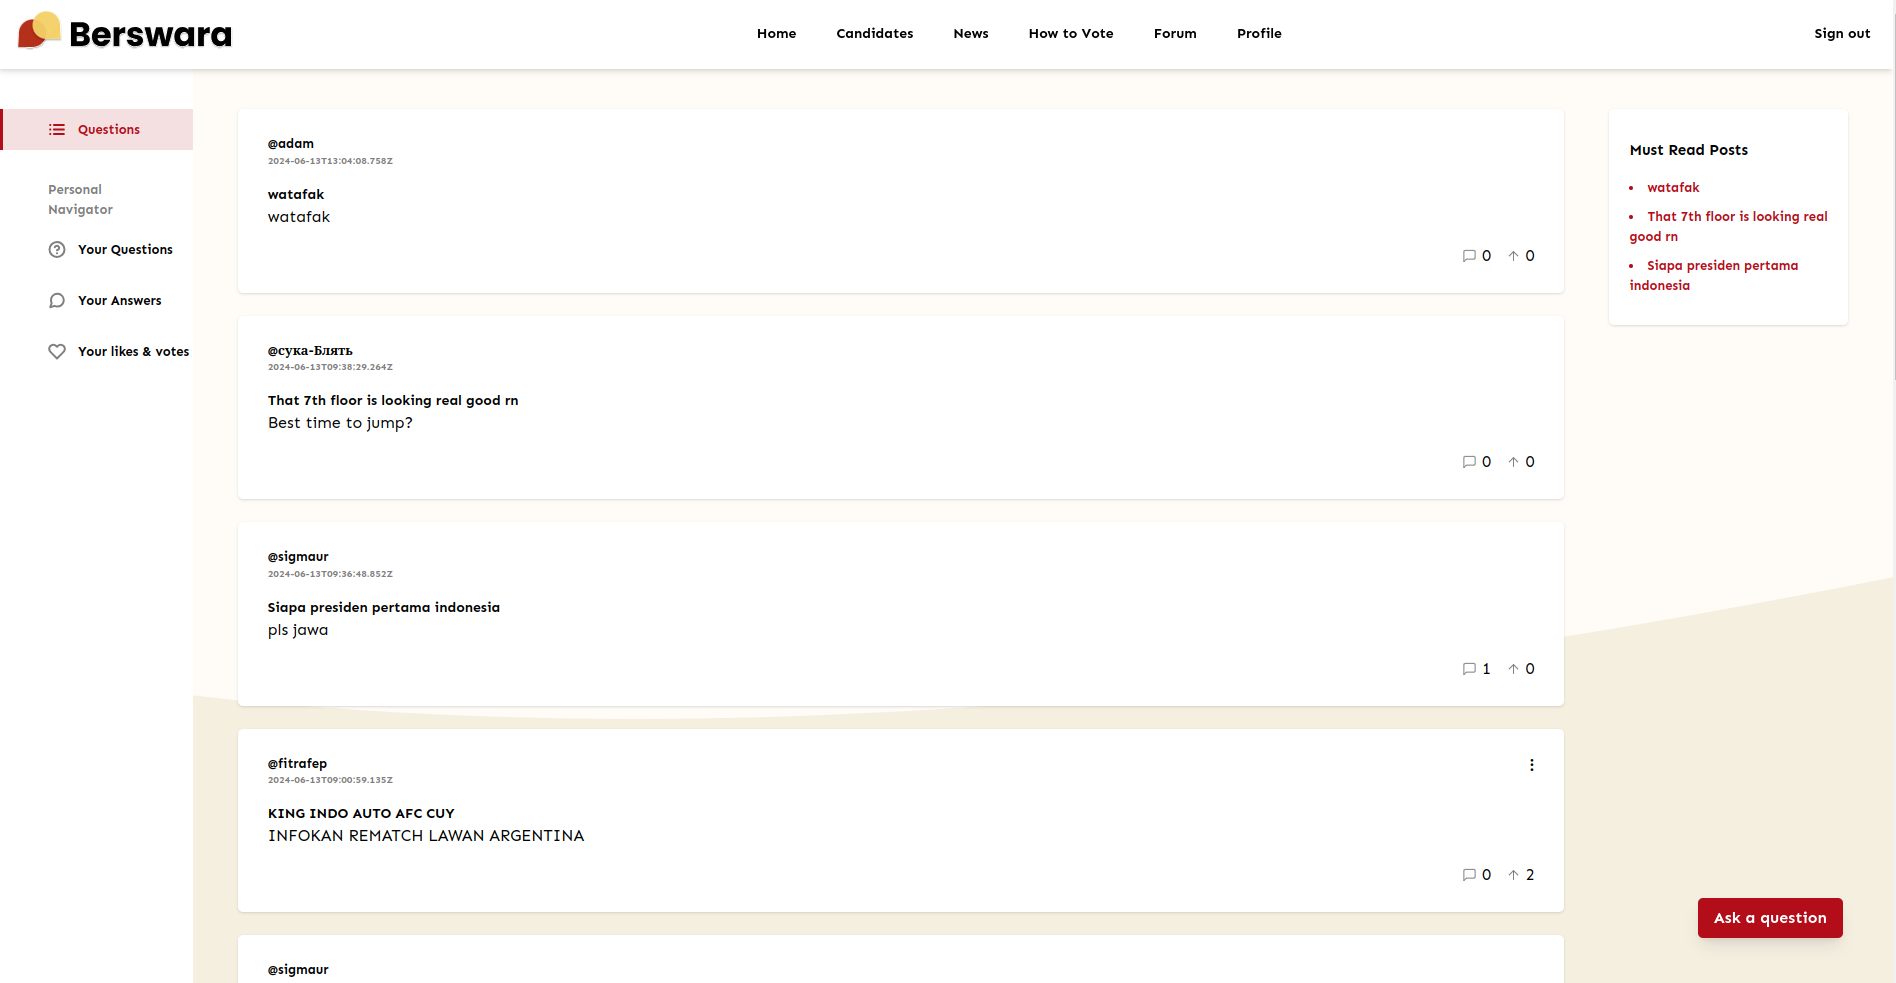 Berswara
Home Candidates News How to Vote Forum Profile Sign out
Questions
Personal
Navigator
Your Questions
Your Answers
Your likes & votes
@adam
2024-06-13T13:04:08.758Z
watafak
watafak
0 0
@сука-Блять
2024-06-13T09:38:29.264Z
That 7th floor is looking real good rn
Best time to jump?
0 0
@sigmaur
2024-06-13T09:36:48.852Z
Siapa presiden pertama indonesia
pls jawa
1 0
@fitrafep
2024-06-13T09:00:59.135Z
KING INDO AUTO AFC CUY
INFOKAN REMATCH LAWAN ARGENTINA
0 2
@sigmaur
Must Read Posts
• watafak
• That 7th floor is looking real
good rn
• Siapa presiden pertama
indonesia
Ask a question